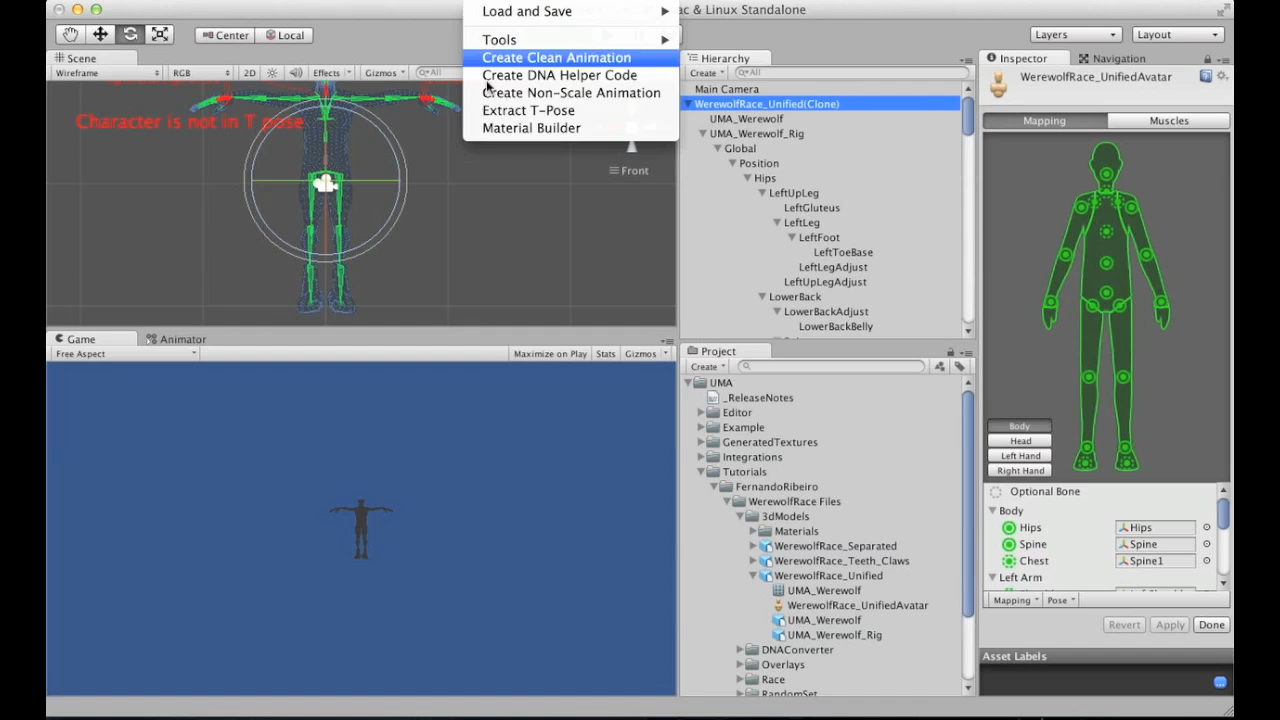 Load and Save
ac & Linux Standalone
Center
Local
Layers
Layout
Tools
Create Clean Animation
Create DNA Helper Code
Create Non-Scale Animation
Extract T-Pose
Material Builder
Scene
Wireframe
RGB
2D
Effects
Gizmos
All
Character is not in T pose
Front
Hierarchy
Create
All
Main Camera
WerewolfRace_Unified(Clone)
UMA_Werewolf
UMA_Werewolf_Rig
Global
Position
Hips
LeftUpLeg
LeftGluteus
LeftLeg
LeftFoot
LeftToeBase
LeftLegAdjust
LeftUpLegAdjust
LowerBack
LowerBackAdjust
LowerBackBelly
Game
Animator
Free Aspect
Maximize on Play
Stats
Gizmos
Project
Create
UMA
_ReleaseNotes
Editor
Example
GeneratedTextures
Integrations
Tutorials
FernandoRibeiro
WerewolfRace Files
3dModels
Materials
WerewolfRace_Separated
WerewolfRace_Teeth_Claws
WerewolfRace_Unified
UMA_Werewolf
WerewolfRace_UnifiedAvatar
UMA_Werewolf
UMA_Werewolf_Rig
DNAConverter
Overlays
Race
RandomSet
Inspector
Navigation
WerewolfRace_UnifiedAvatar
Mapping
Muscles
Body
Head
Left Hand
Right Hand
Optional Bone
Body
Hips
Hips
Spine
Spine
Chest
Spine1
Left Arm
Mapping
Pose
Revert
Apply
Done
Asset Labels